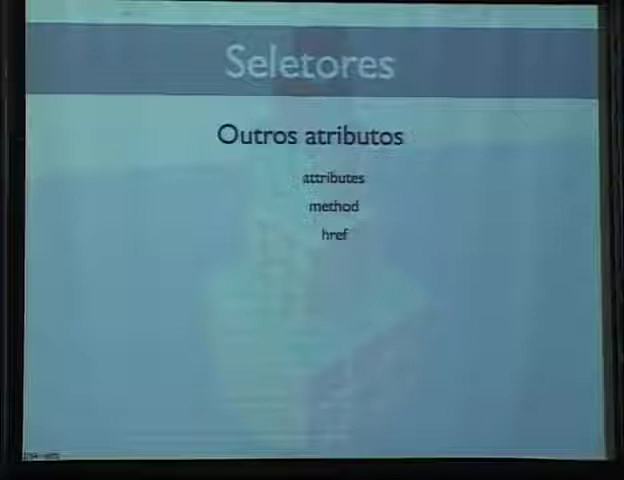 Seletores
Outros atributos
attributes
method
href